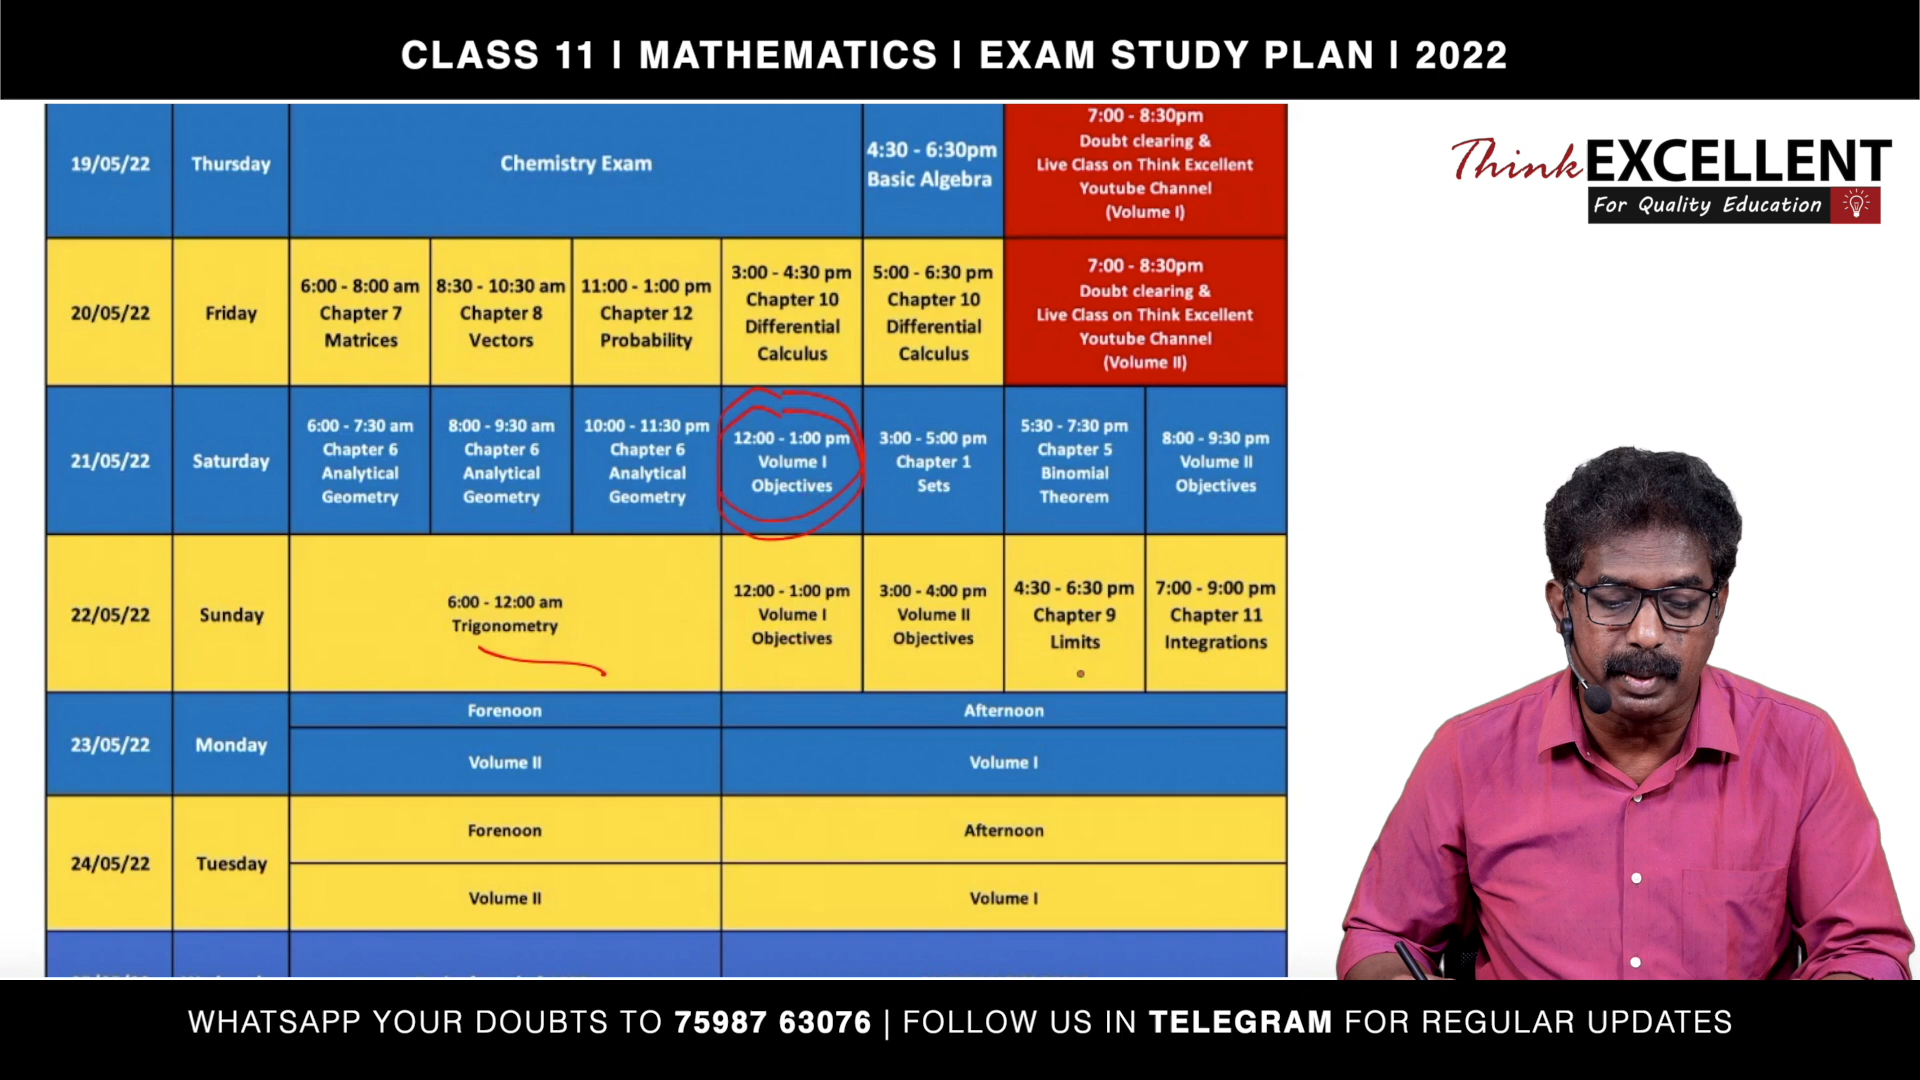 CLASS 11 I MATHEMATICS I EXAM STUDY PLAN I 2022
Think EXCELLENT
For Quality Education
19/05/22
Thursday
Chemistry Exam
4:30 - 6:30pm
Basic Algebra
7:00 - 8:30pm
Doubt clearing &
Live Class on Think Excellent
Youtube Channel
(Volume I)
20/05/22
Friday
6:00 - 8:00 am
Chapter 7
Matrices
8:30 - 10:30 am
Chapter 8
Vectors
11:00 - 1:00 pm
Chapter 12
Probability
3:00 - 4:30 pm
Chapter 10
Differential
Calculus
5:00 - 6:30 pm
Chapter 10
Differential
Calculus
7:00 - 8:30pm
Doubt clearing &
Live Class on Think Excellent
Youtube Channel
(Volume II)
21/05/22
Saturday
6:00 - 7:30 am
Chapter 6
Analytical
Geometry
8:00 - 9:30 am
Chapter 6
Analytical
Geometry
10:00 - 11:30 pm
Chapter 6
Analytical
Geometry
12:00 - 1:00 pm
Volume I
Objectives
3:00 - 5:00 pm
Chapter 1
Sets
5:30 - 7:30 pm
Chapter 5
Binomial
Theorem
8:00 - 9:30 pm
Volume II
Objectives
22/05/22
Sunday
6:00 - 12:00 am
Trigonometry
12:00 - 1:00 pm
Volume I
Objectives
3:00 - 4:00 pm
Volume II
Objectives
4:30 - 6:30 pm
Chapter 9
Limits
7:00 - 9:00 pm
Chapter 11
Integrations
23/05/22
Monday
Forenoon
Afternoon
Volume II
Volume I
24/05/22
Tuesday
Forenoon
Afternoon
Volume II
Volume I
WHATSAPP YOUR DOUBTS TO 75987 63076 | FOLLOW US IN TELEGRAM FOR REGULAR UPDATES